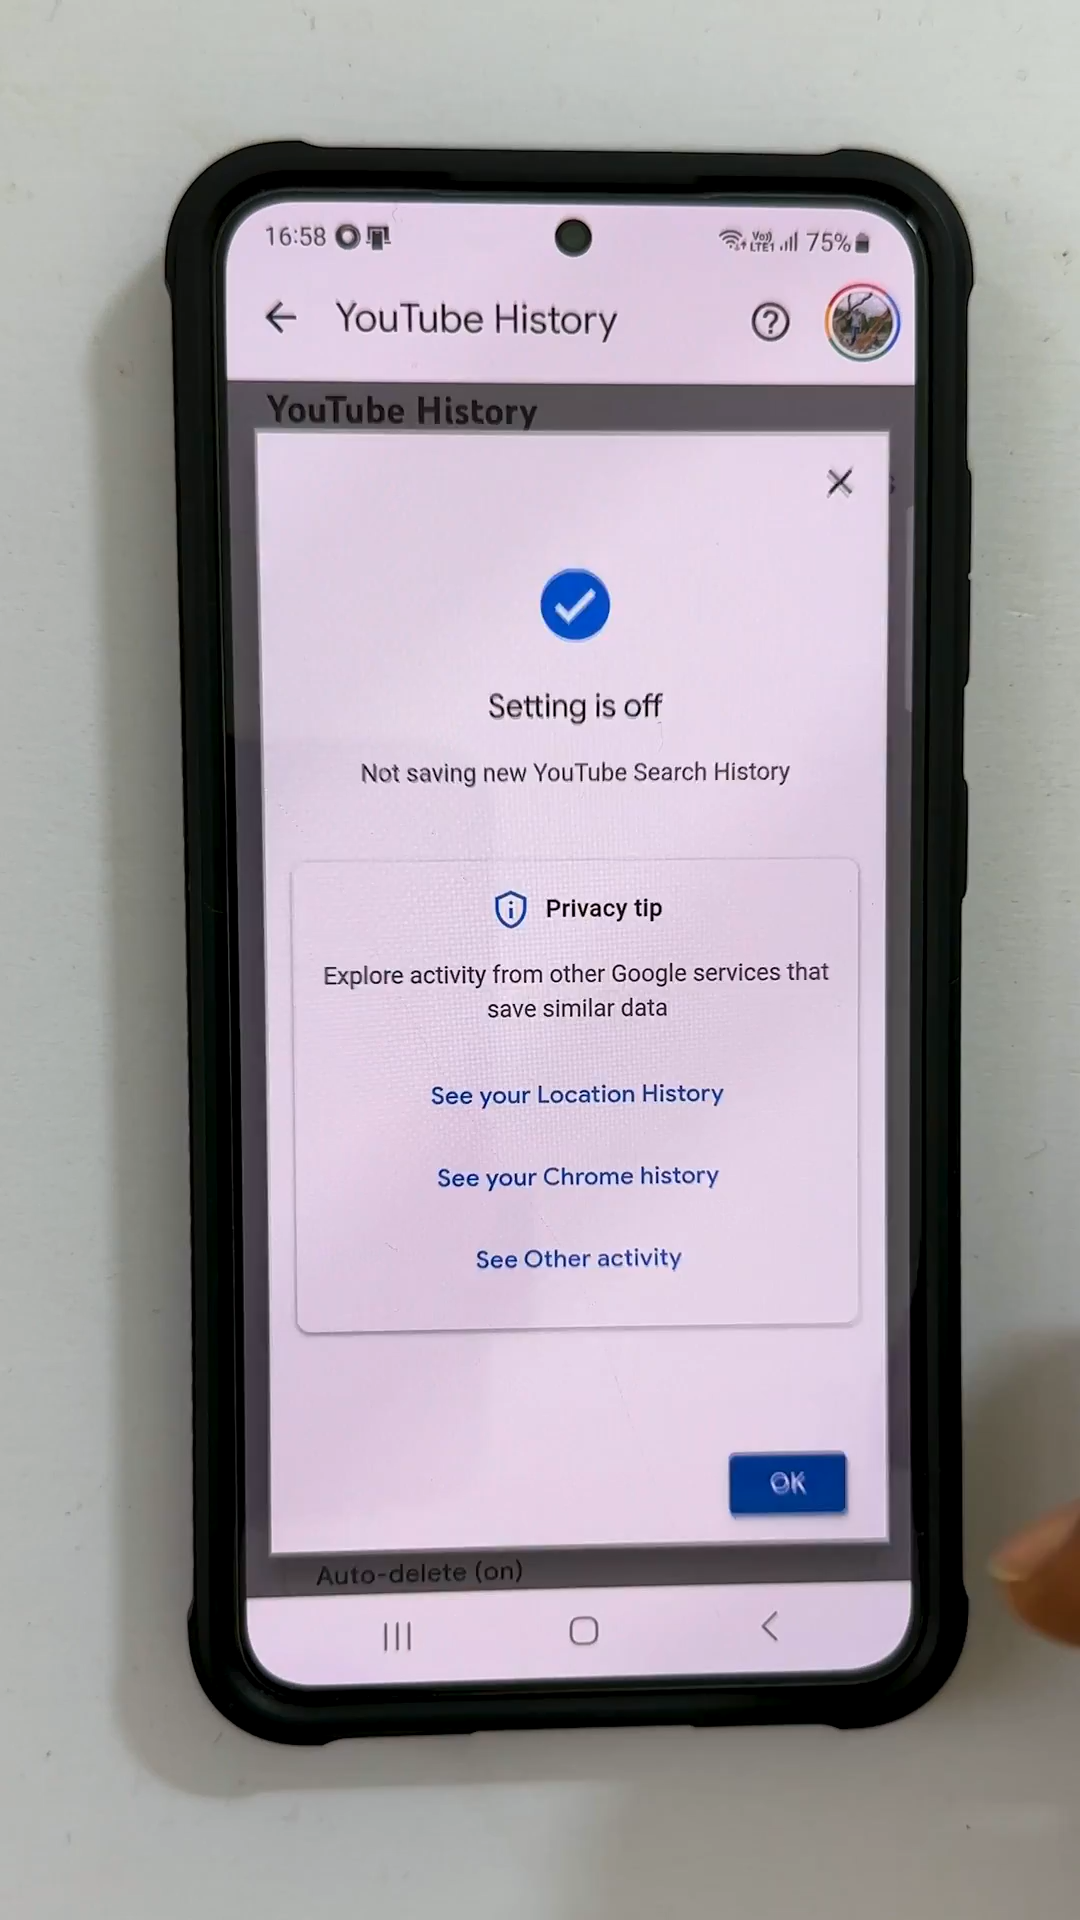 16:58
Vo)) LTE1 75%
YouTube History
YouTube History
Setting is off
Not saving new YouTube Search History
Privacy tip
Explore activity from other Google services that
save similar data
See your Location History
See your Chrome history
See Other activity
OK
Auto-delete (on)